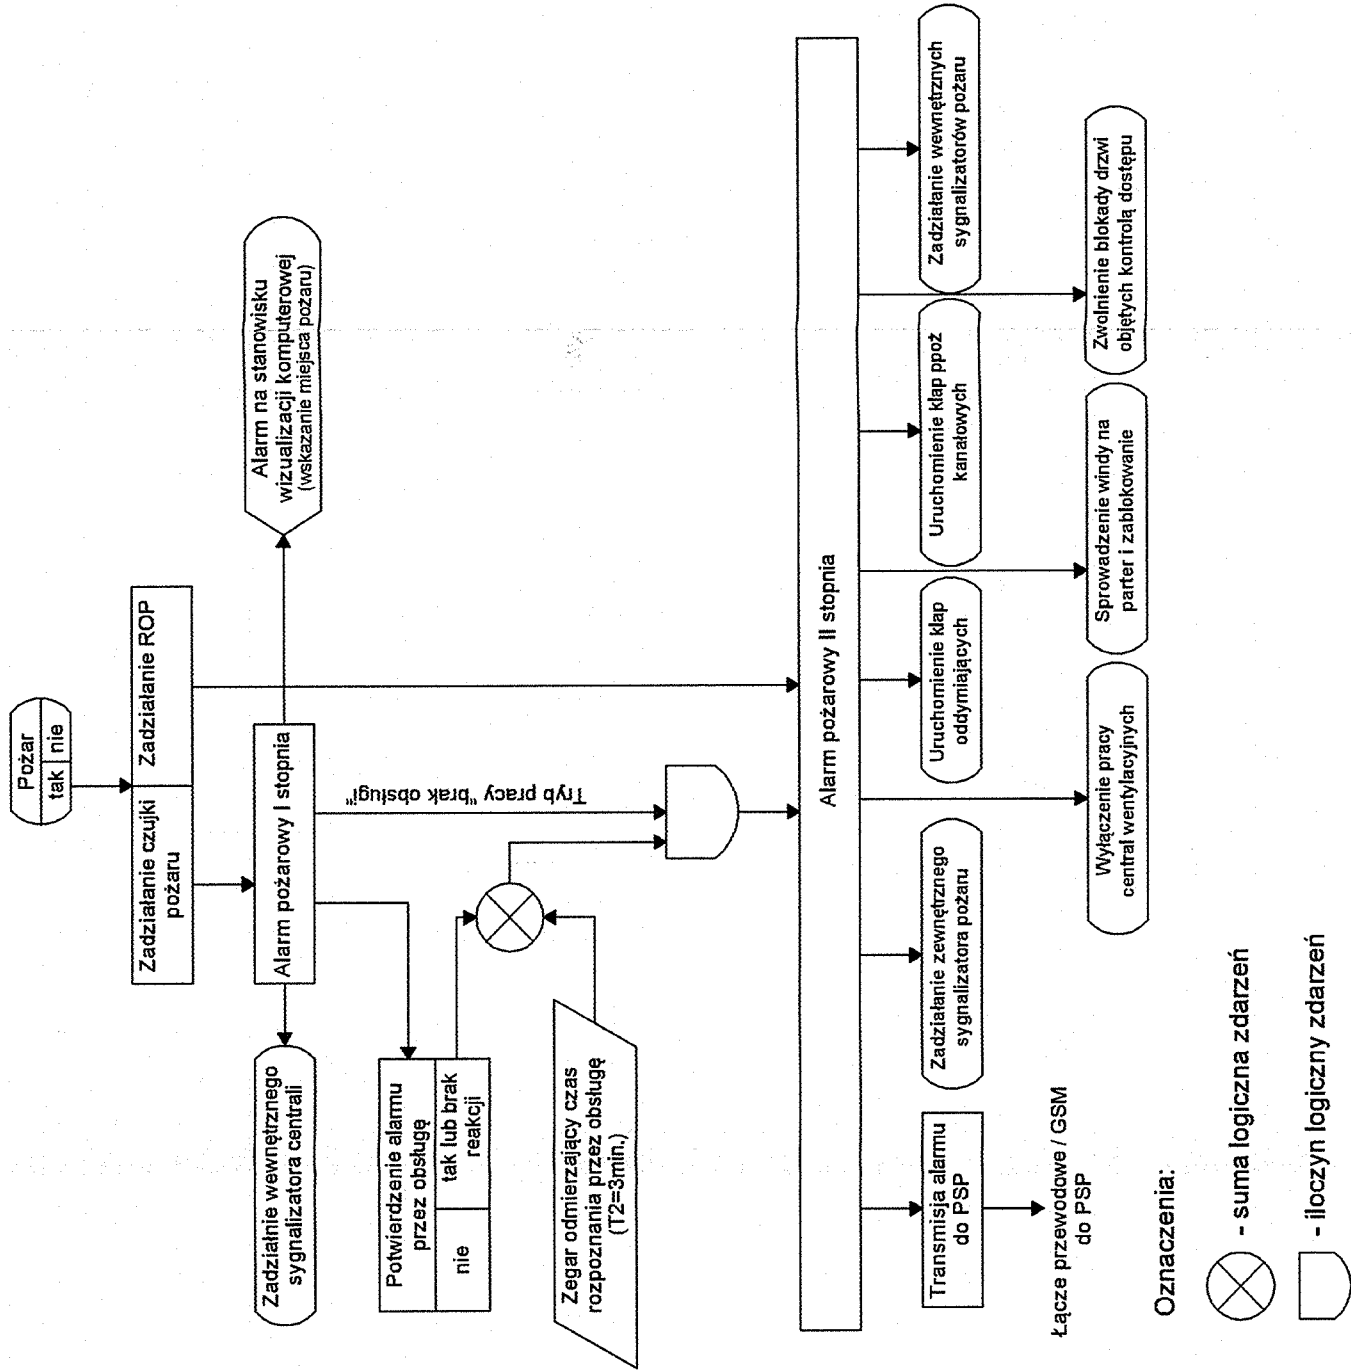 Pożar
tak nie
Zadziałanie czujki
pożaru
Zadziałanie ROP
Alarm pożarowy I stopnia
Zadziałnie wewnętrznego
sygnalizatora centrali
Alarm na stanowisku
wizualizacji komputerowej
(wskazanie miejsca pożaru)
Potwierdzenie alarmu
przez obsługę
nie
tak lub brak
reakcji
Tryb pracy "brak obsługi"
Zegar odmierzający czas
rozpoznania przez obsługę
(T2=3min.)
Alarm pożarowy II stopnia
Transmisja alarmu
do PSP
Zadziałanie zewnętrznego
sygnalizatora pożaru
Uruchomienie klap
oddymiających
Uruchomienie klap ppoż
kanałowych
Zadziałanie wewnętrznych
sygnalizatorów pożaru
Łącze przewodowe / GSM
do PSP
Wyłączenie pracy
central wentylacyjnych
Sprowadzenie windy na
parter i zablokowanie
Zwolnienie blokady drzwi
objętych kontrolą dostępu
Oznaczenia:
- suma logiczna zdarzeń
- iloczyn logiczny zdarzeń